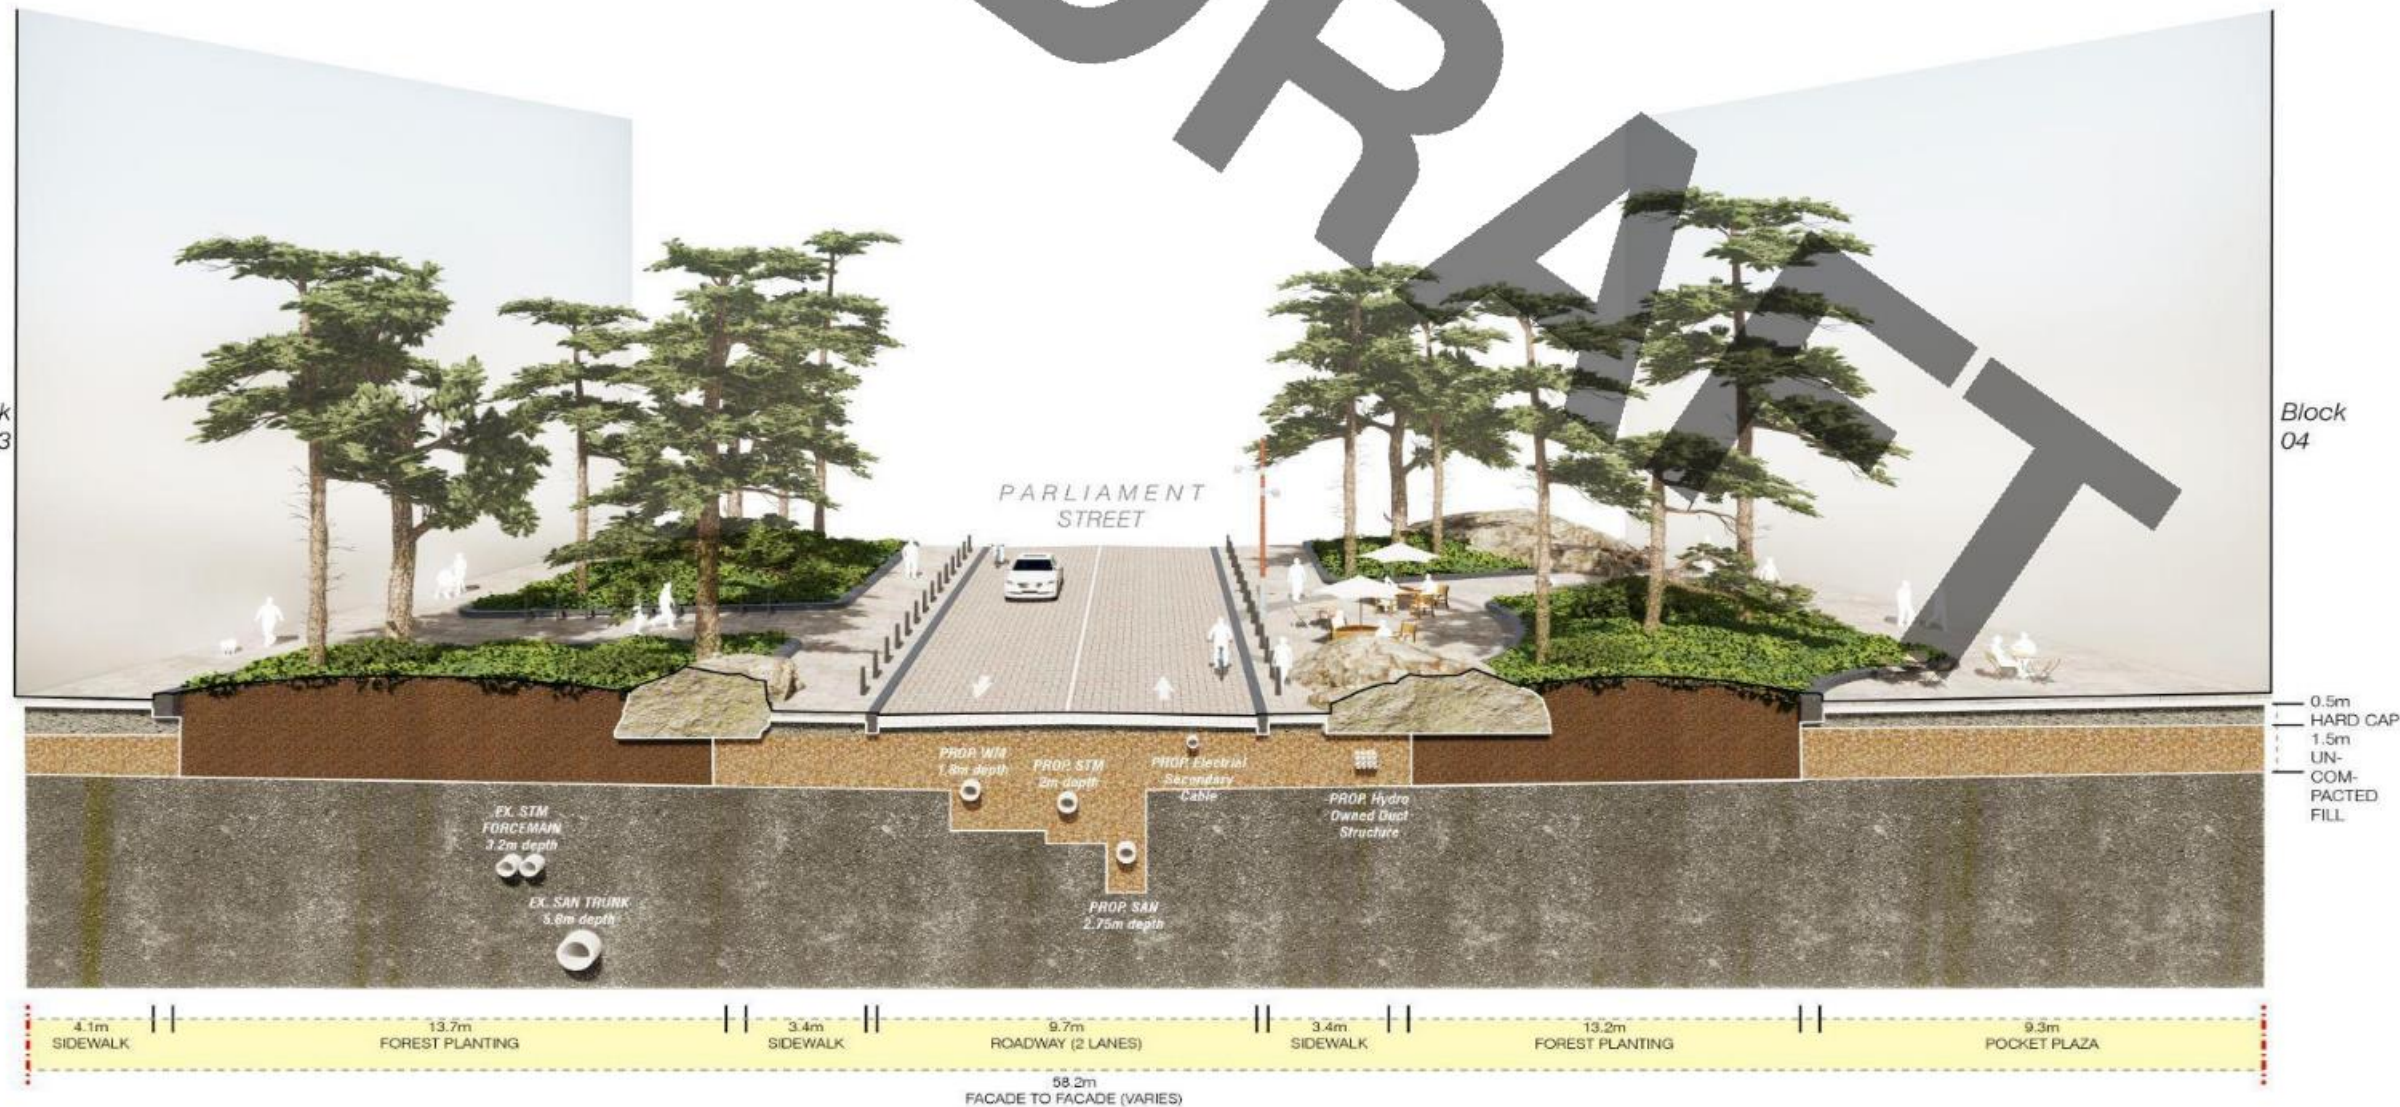 DRAFT
k
3
Block
04
PARLIAMENT
STREET
PROP. WM
1.8m depth
PROP. STM
2m depth
PROP. Electrial
Secondary
Cable
PROP. Hydro
Owned Duct
Structure
EX. STM
FORCEMAIN
3.2m depth
EX. SAN TRUNK
5.6m depth
PROP. SAN
2.75m depth
0.5m
HARD CAP
1.5m
UN-
COM-
PACTED
FILL
4.1m
SIDEWALK
13.7m
FOREST PLANTING
3.4m
SIDEWALK
9.7m
ROADWAY (2 LANES)
3.4m
SIDEWALK
13.2m
FOREST PLANTING
9.3m
POCKET PLAZA
58.2m
FACADE TO FACADE (VARIES)